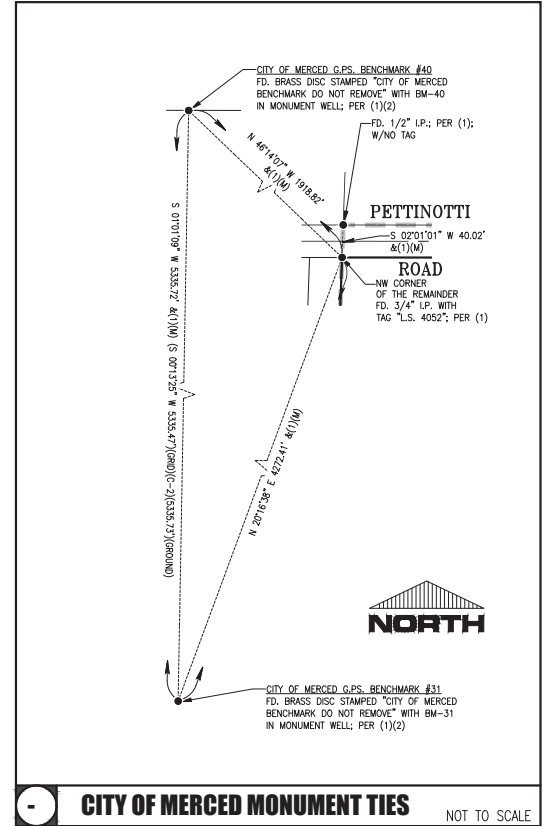 CITY OF MERCED G.PS. BENCHMARK #40
FD. BRASS DISC STAMPED "CITY OF MERCED
BENCHMARK DO NOT REMOVE" WITH BM-40
IN MONUMENT WELL; PER (1)(2)
FD. 1/2" I.P.; PER (1);
W/NO TAG
N 46°14'07" W 1918.82'
&(1)(M)
PETTINOTTI
S 02°01'01" W 40.02'
&(1)(M)
ROAD
NW CORNER
OF THE REMAINDER
FD. 3/4" I.P. WITH
TAG "L.S. 4052"; PER (1)
S 01°01'09" W 5335.72' &(1)(M) (S 00°13'25" W 5335.47')(GRID)(C-2)(5335.73')(GROUND)
N 20°16'38" E 4272.41' &(1)(M)
NORTH
CITY OF MERCED G.PS. BENCHMARK #31
FD. BRASS DISC STAMPED "CITY OF MERCED
BENCHMARK DO NOT REMOVE" WITH BM-31
IN MONUMENT WELL; PER (1)(2)
- CITY OF MERCED MONUMENT TIES NOT TO SCALE